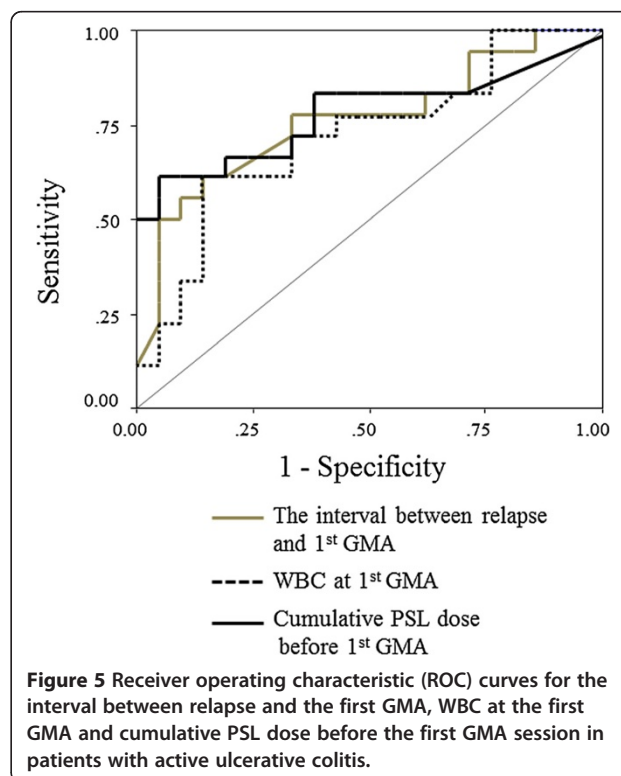 1.00
.75
Sensitivity
.50
.25
0.00
0.00 .25 .50 .75 1.00
1 - Specificity
The interval between relapse
and 1st GMA
WBC at 1st GMA
Cumulative PSL dose
before 1st GMA
Figure 5 Receiver operating characteristic (ROC) curves for the
interval between relapse and the first GMA, WBC at the first
GMA and cumulative PSL dose before the first GMA session in
patients with active ulcerative colitis.